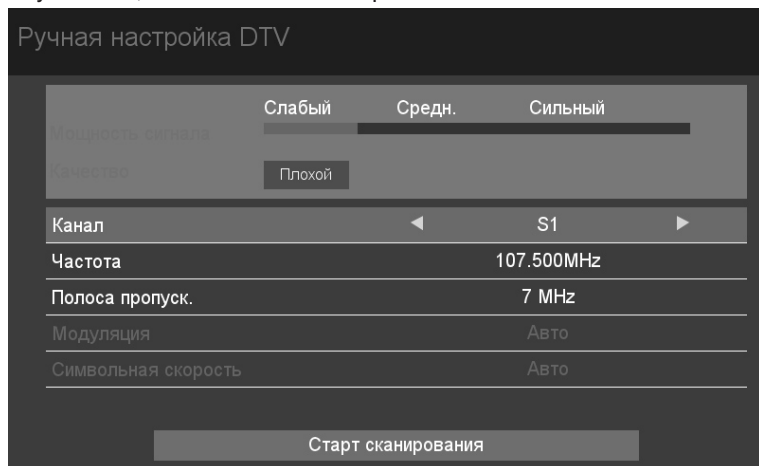 Ручная настройка DTV
Слабый Средн. Сильный
Мощность сигнала
Качество Плохой
Канал S1
Частота 107.500MHz
Полоса пропуск. 7 MHz
Модуляция Авто
Символьная скорость Авто
Старт сканирования